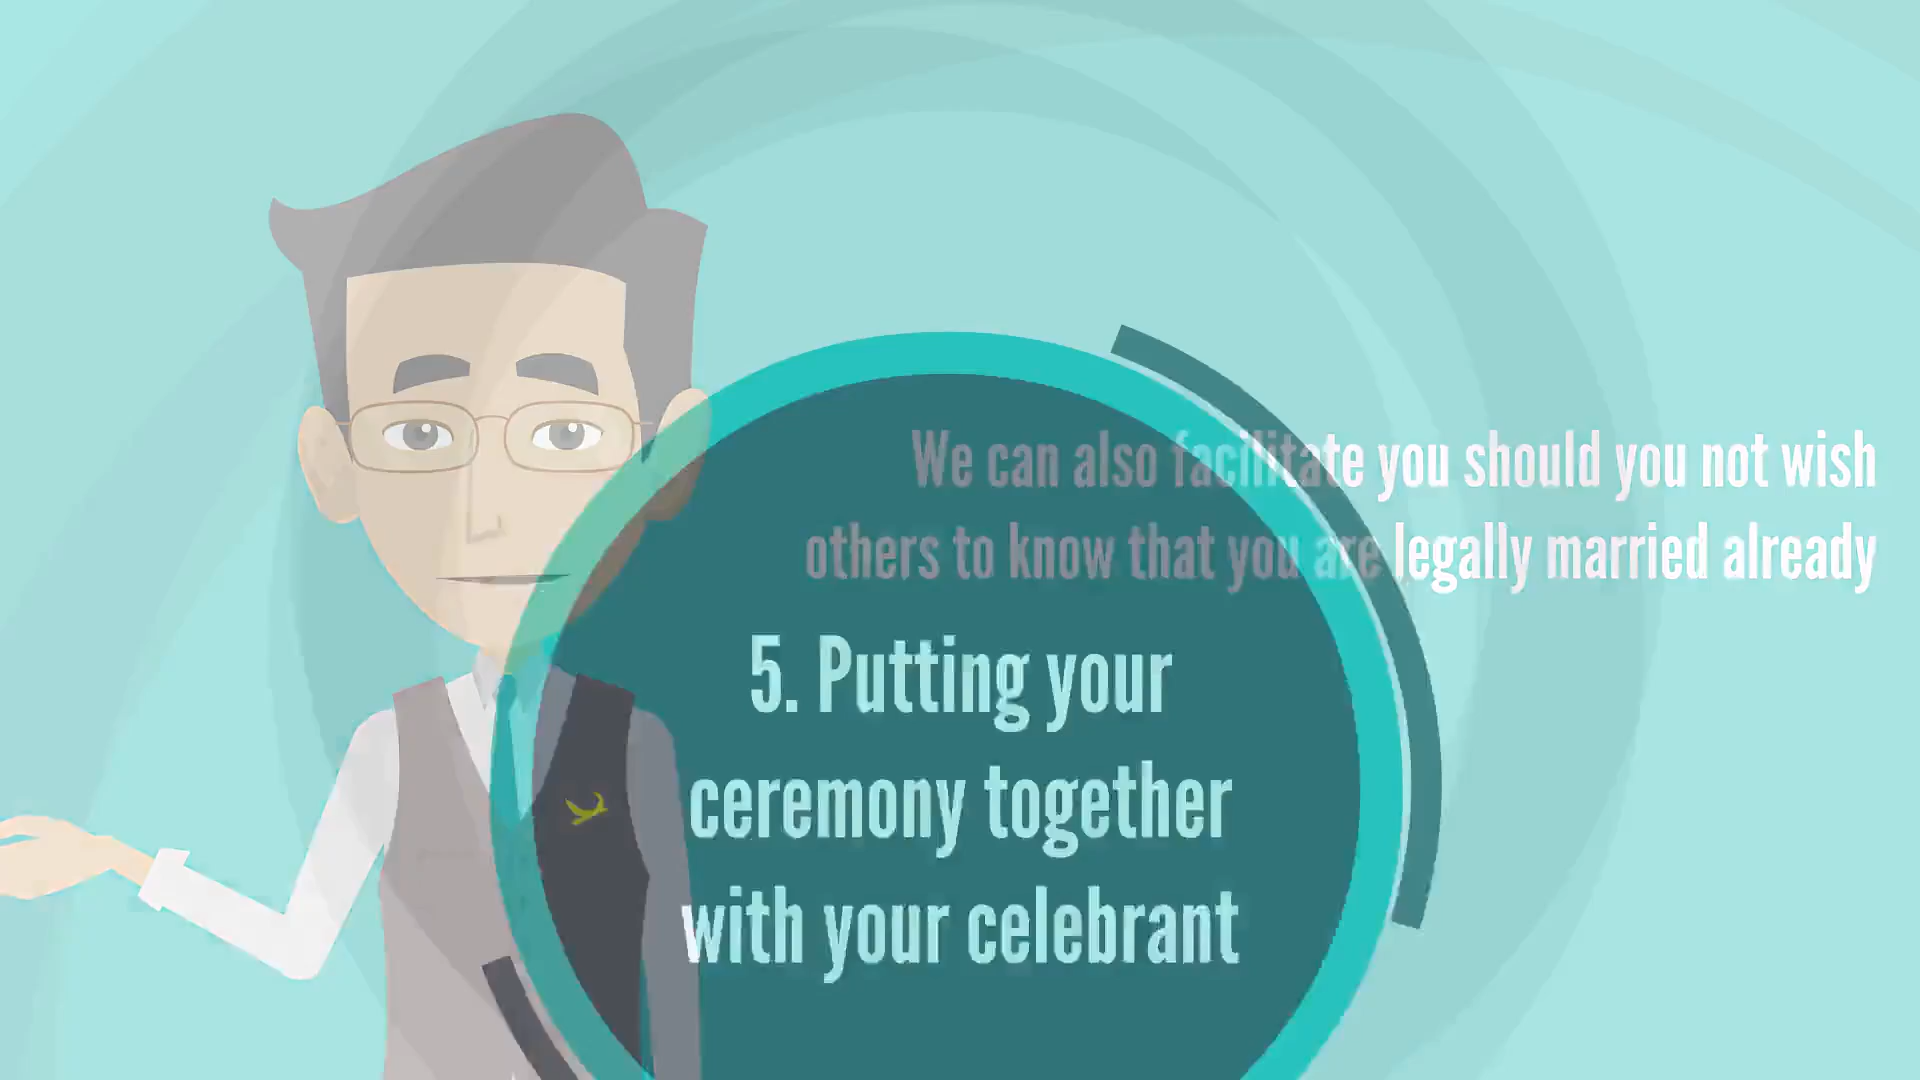 We can also facilitate you should you not wish
others to know that you are legally married already
5. Putting your
ceremony together
with your celebrant